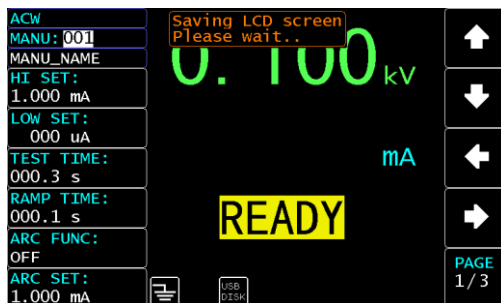 ACW
MANU: 001
MANU_NAME
HI SET:
1.000 mA
LOW SET:
000 uA
TEST TIME:
000.3 s
RAMP TIME:
000.1 s
ARC FUNC:
OFF
ARC SET:
1.000 mA
Saving LCD screen
Please wait..
0.100 kV
mA
READY
USB
DISK
PAGE
1/3